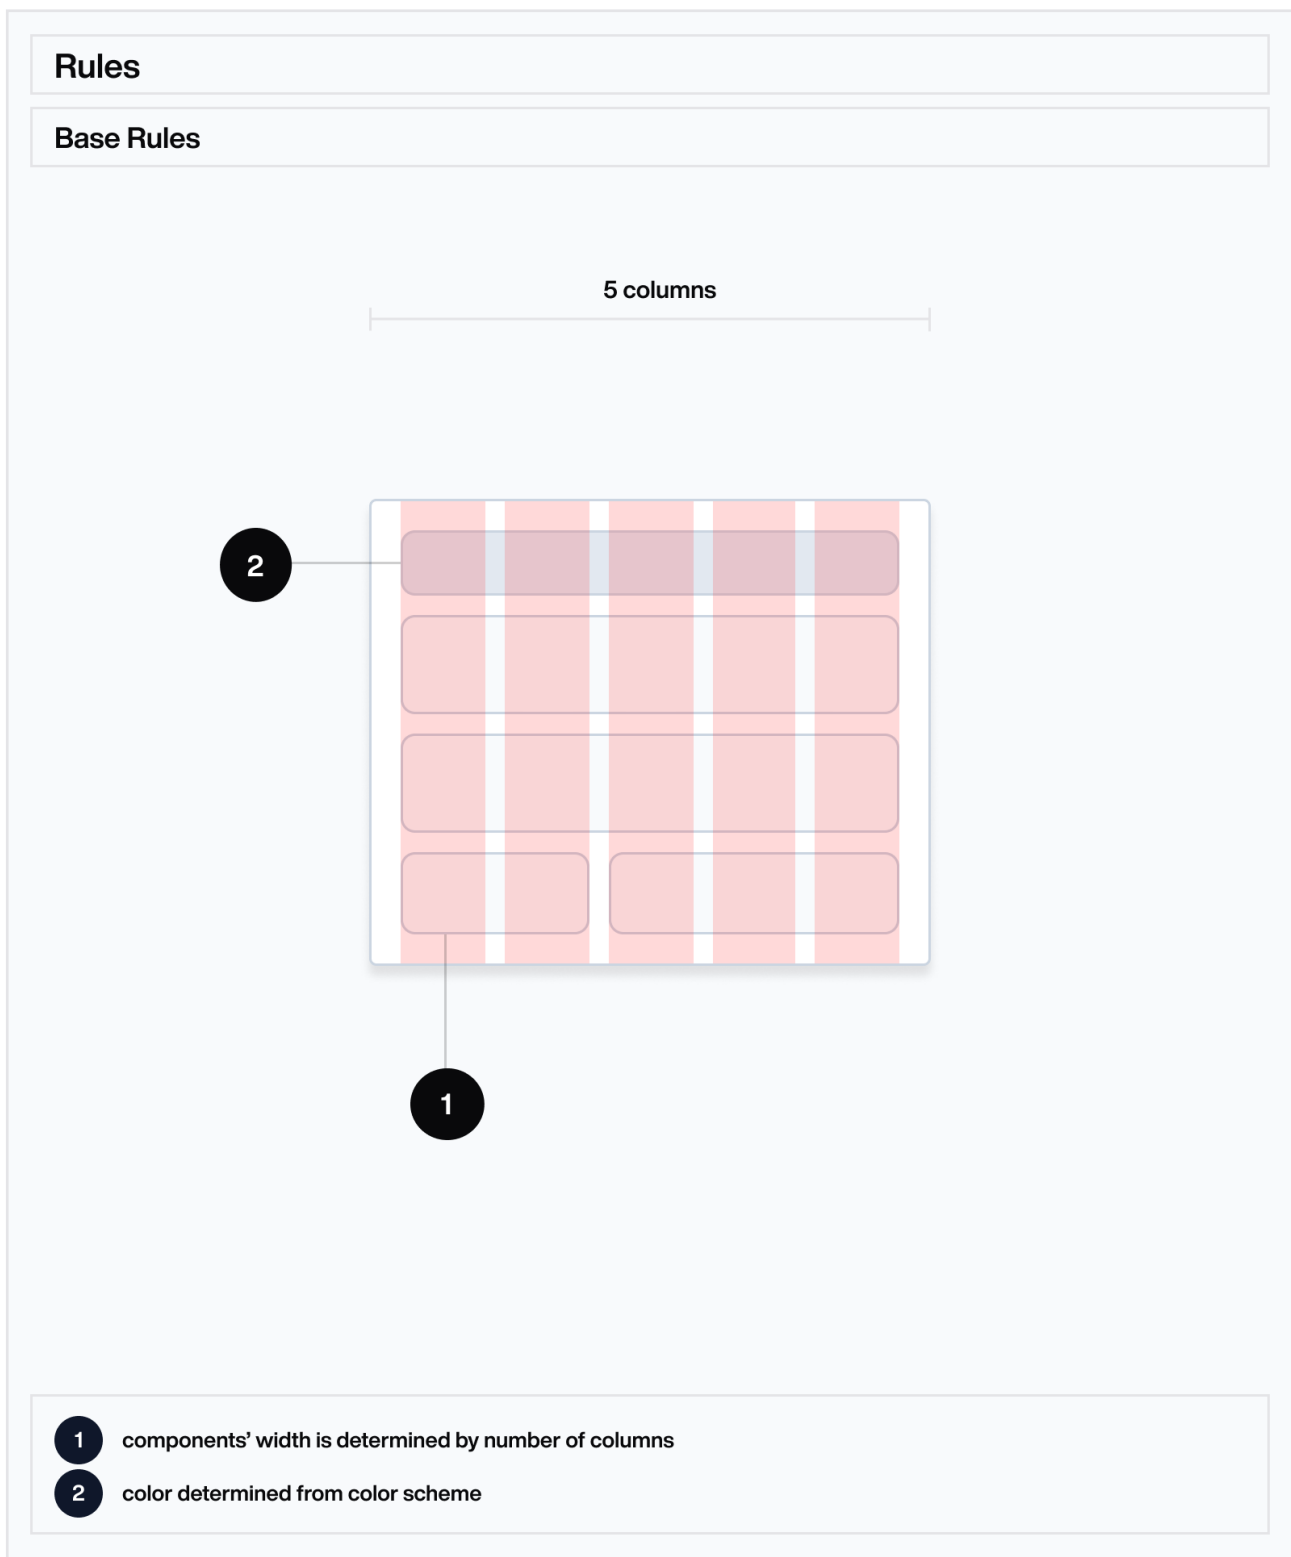 Rules
Base Rules
5 columns
2
1
1 components’ width is determined by number of columns
2 color determined from color scheme